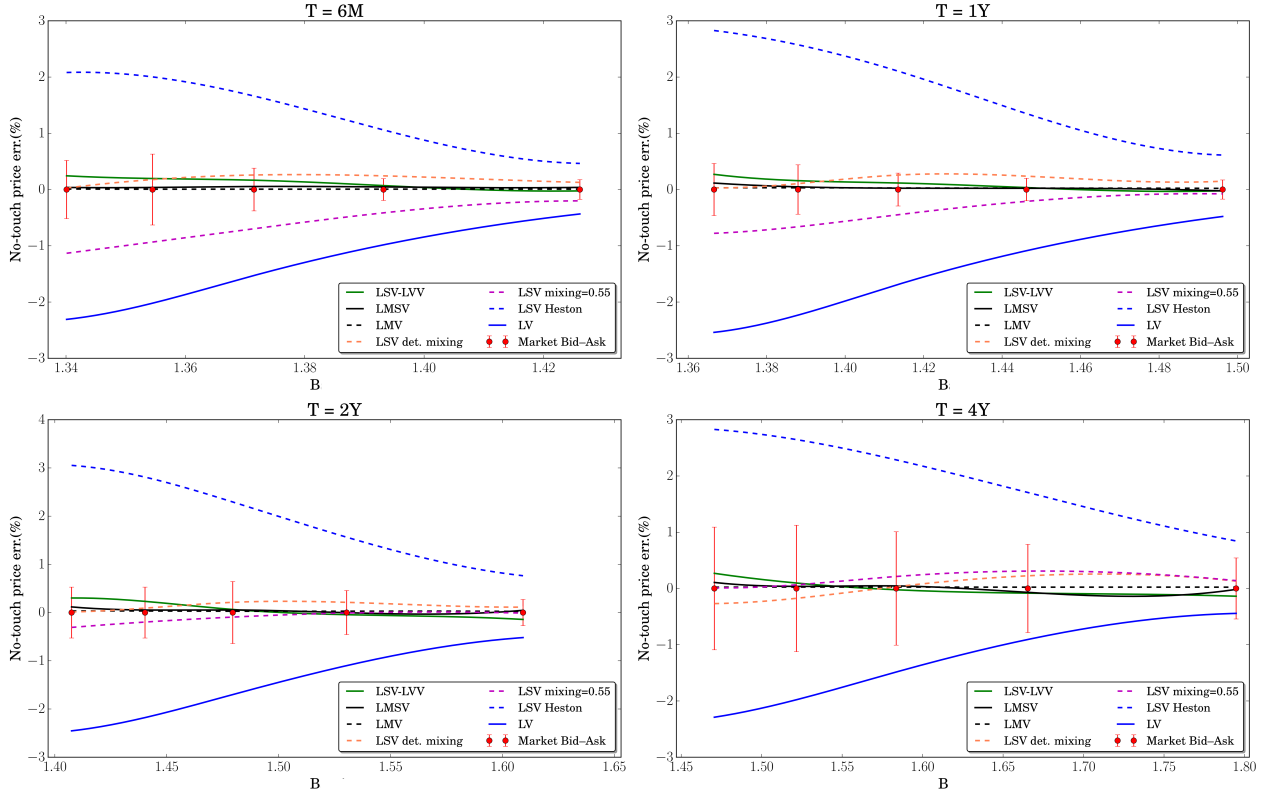 T = 6M
No-touch price err.(%)
3
2
1
0
−1
−2
−3
1.34 1.36 1.38 1.40 1.42
B
LSV-LVV
LMSV
LMV
LSV det. mixing
LSV mixing=0.55
LSV Heston
LV
Market Bid–Ask
T = 1Y
No-touch price err.(%)
3
2
1
0
−1
−2
−3
1.36 1.38 1.40 1.42 1.44 1.46 1.48 1.50
B
LSV-LVV
LMSV
LMV
LSV det. mixing
LSV mixing=0.55
LSV Heston
LV
Market Bid–Ask
T = 2Y
No-touch price err.(%)
4
3
2
1
0
−1
−2
−3
1.40 1.45 1.50 1.55 1.60 1.65
B
LSV-LVV
LMSV
LMV
LSV det. mixing
LSV mixing=0.55
LSV Heston
LV
Market Bid–Ask
T = 4Y
No-touch price err.(%)
3
2
1
0
−1
−2
−3
1.45 1.50 1.55 1.60 1.65 1.70 1.75 1.80
B
LSV-LVV
LMSV
LMV
LSV det. mixing
LSV mixing=0.55
LSV Heston
LV
Market Bid–Ask